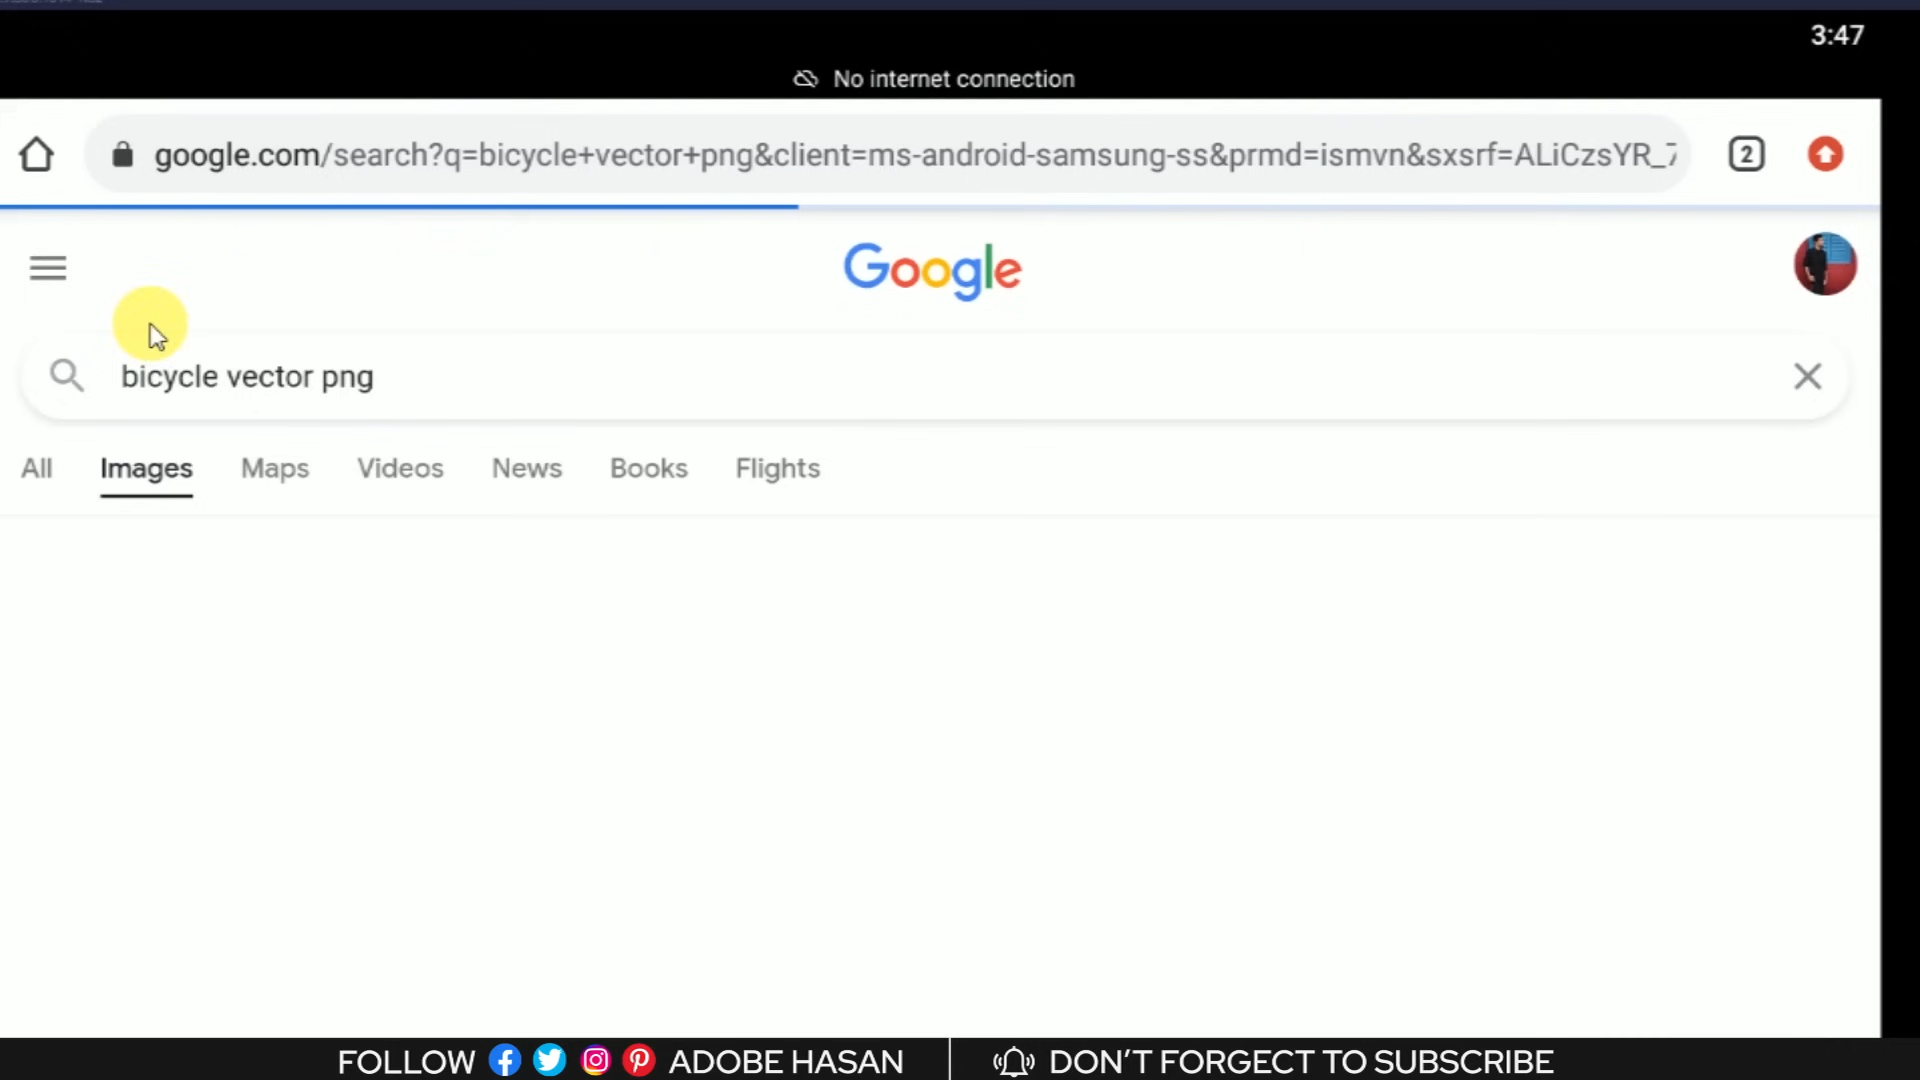 3:47
No internet connection
google.com/search?q=bicycle+vector+png&client=ms-android-samsung-ss&prmd=ismvn&sxsrf=ALiCzsYR_7
2
Google
bicycle vector png
All Images Maps Videos News Books Flights
FOLLOW ADOBE HASAN DON'T FORGECT TO SUBSCRIBE